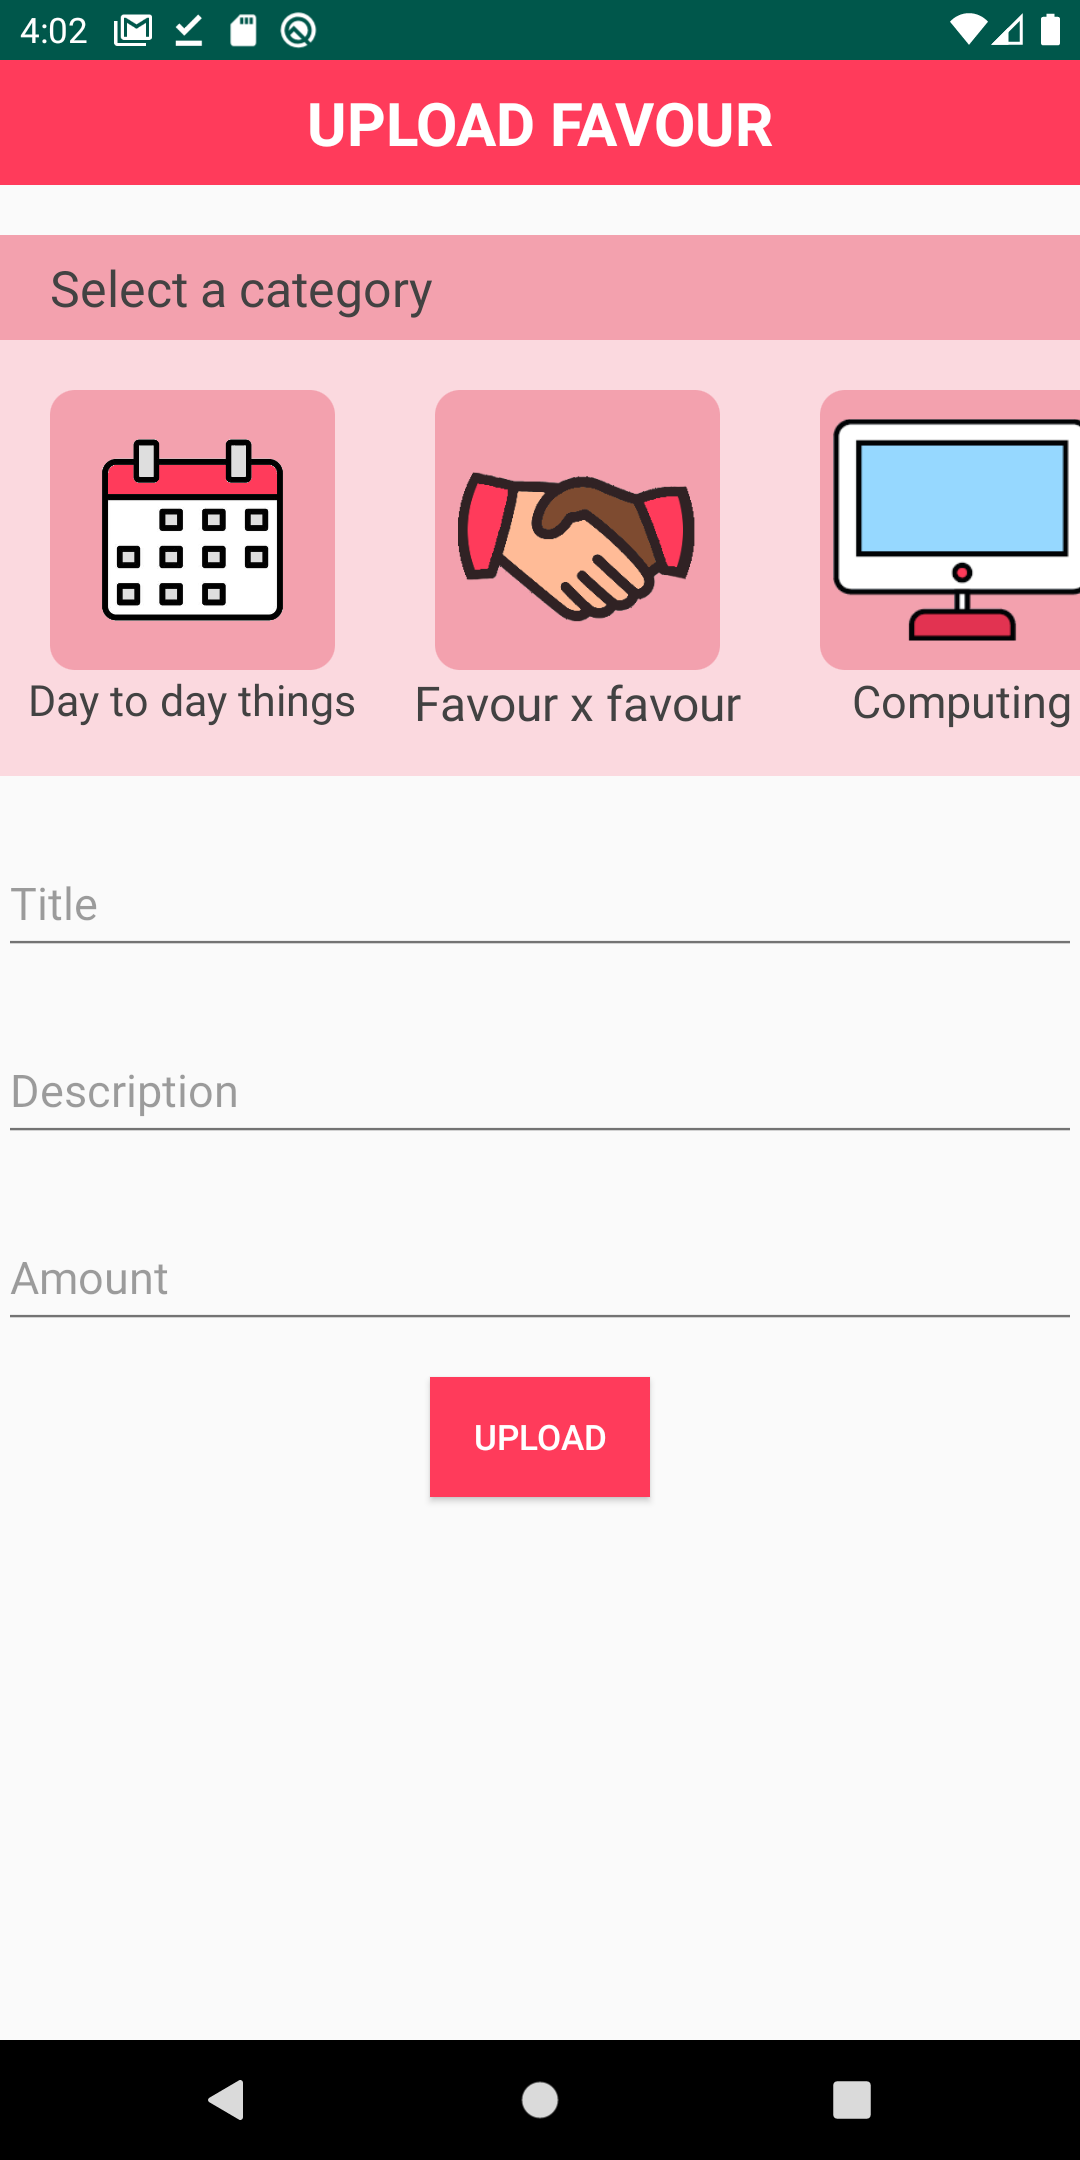 4:02
UPLOAD FAVOUR
Select a category
Day to day things
Favour x favour
Computing
Title
Description
Amount
UPLOAD